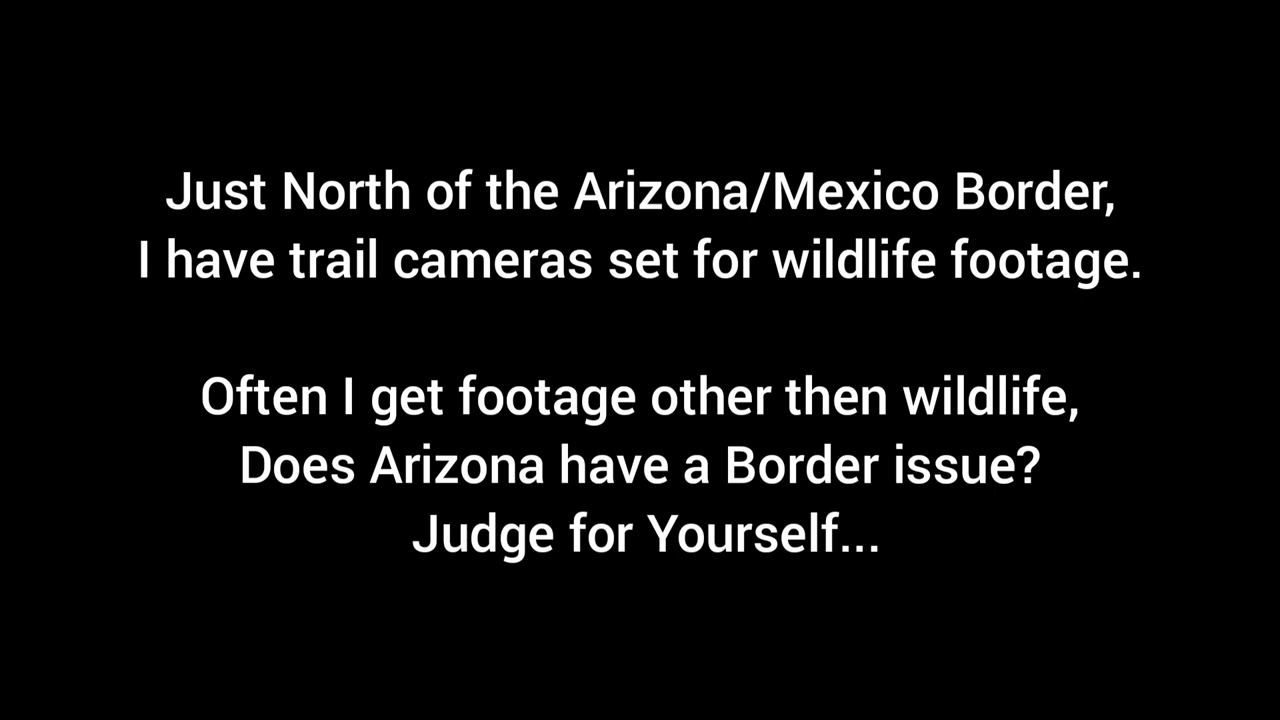 Just North of the Arizona/Mexico Border,
I have trail cameras set for wildlife footage.
Often I get footage other then wildlife,
Does Arizona have a Border issue?
Judge for Yourself...